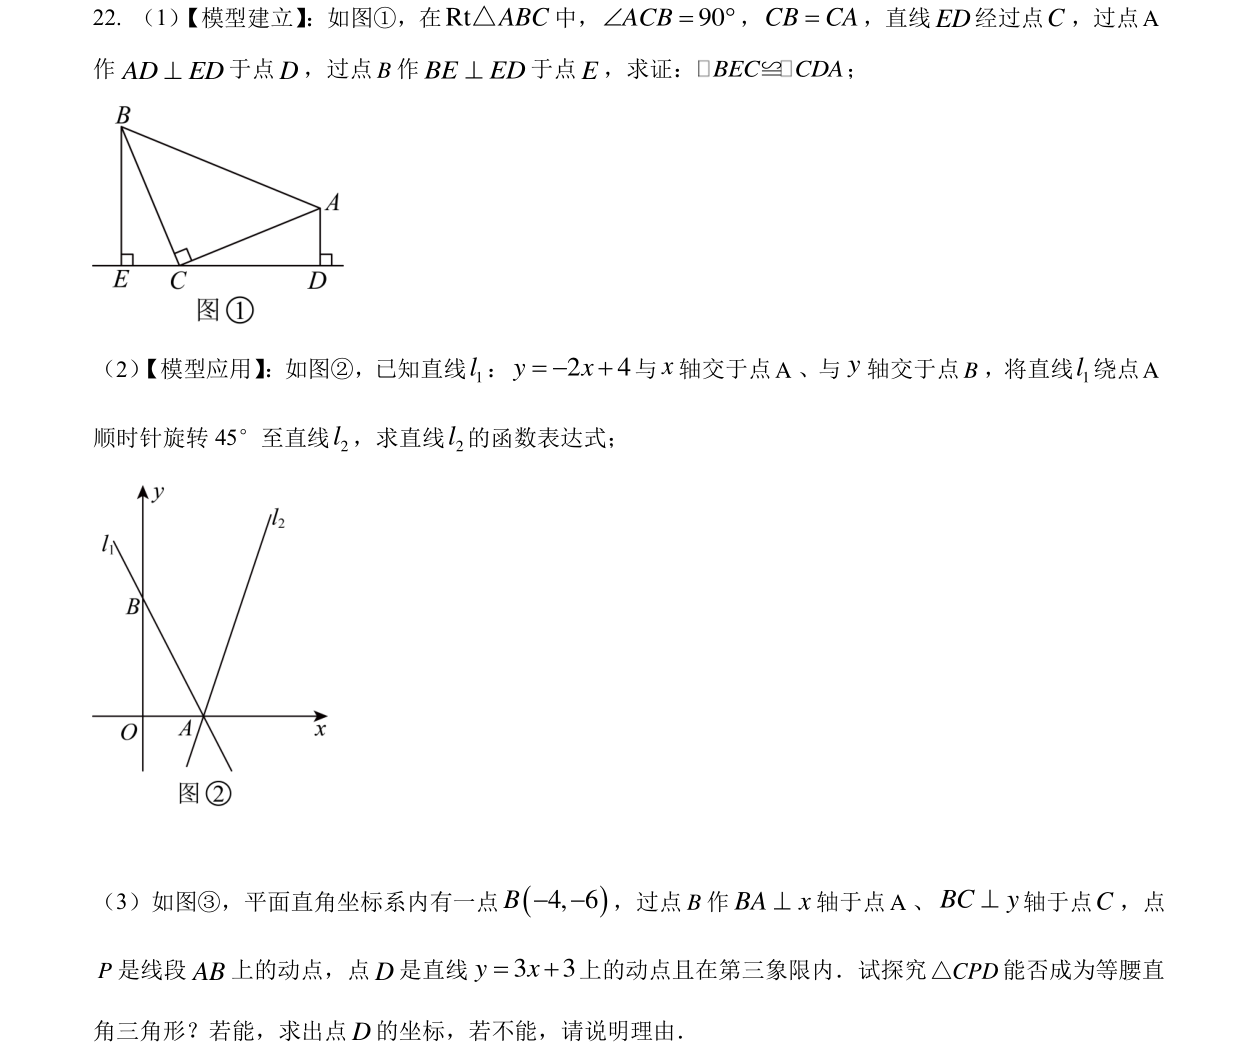 22. （1）【模型建立】：如图①，在Rt△ABC中，∠ACB=90°，CB=CA，直线ED经过点C，过点A
作AD⊥ED于点D，过点B作BE⊥ED于点E，求证：□BEC≌□CDA；
B
A
E C D
图①
（2）【模型应用】：如图②，已知直线l₁：y=−2x+4与x轴交于点A、与y轴交于点B，将直线l₁绕点A
顺时针旋转45°至直线l₂，求直线l₂的函数表达式；
y
l₂
l₁
B
O A x
图②
（3）如图③，平面直角坐标系内有一点B(−4,−6)，过点B作BA⊥x轴于点A、BC⊥y轴于点C，点
P是线段AB上的动点，点D是直线y=3x+3上的动点且在第三象限内．试探究△CPD能否成为等腰直
角三角形？若能，求出点D的坐标，若不能，请说明理由．